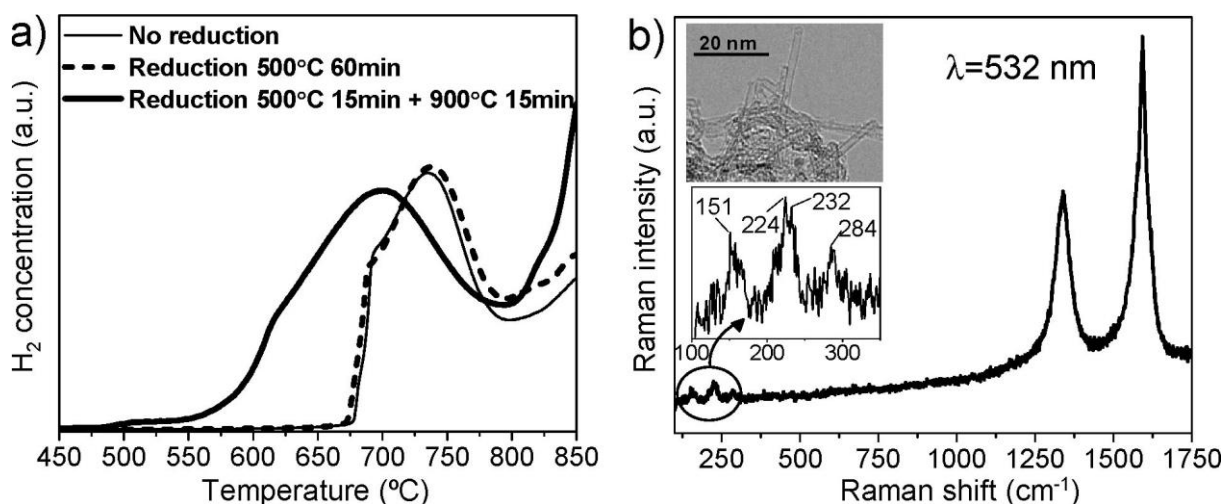 a)
No reduction
Reduction 500°C 60min
Reduction 500°C 15min + 900°C 15min
H₂ concentration (a.u.)
450 500 550 600 650 700 750 800 850
Temperature (ºC)
b)
20 nm
λ=532 nm
151
224
232
284
100 200 300
Raman intensity (a.u.)
250 500 750 1000 1250 1500 1750
Raman shift (cm⁻¹)